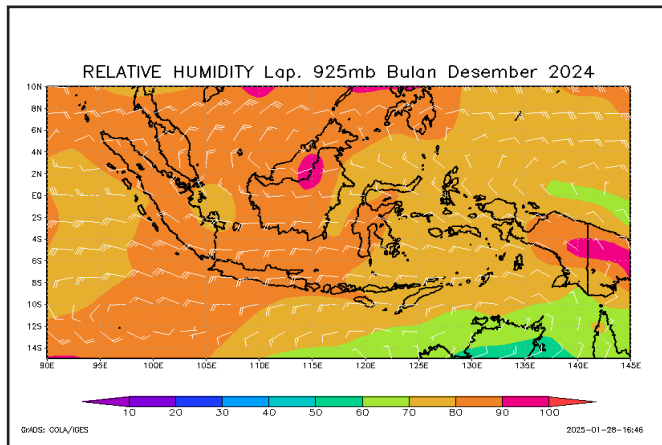 RELATIVE HUMIDITY Lap. 925mb Bulan Desember 2024
10N
8N
6N
4N
2N
EQ
2S
4S
6S
8S
10S
12S
14S
90E 95E 100E 105E 110E 115E 120E 125E 130E 135E 140E 145E
10 20 30 40 50 60 70 80 90 100
GrADS: COLA/IGES 2025-01-28-16:46